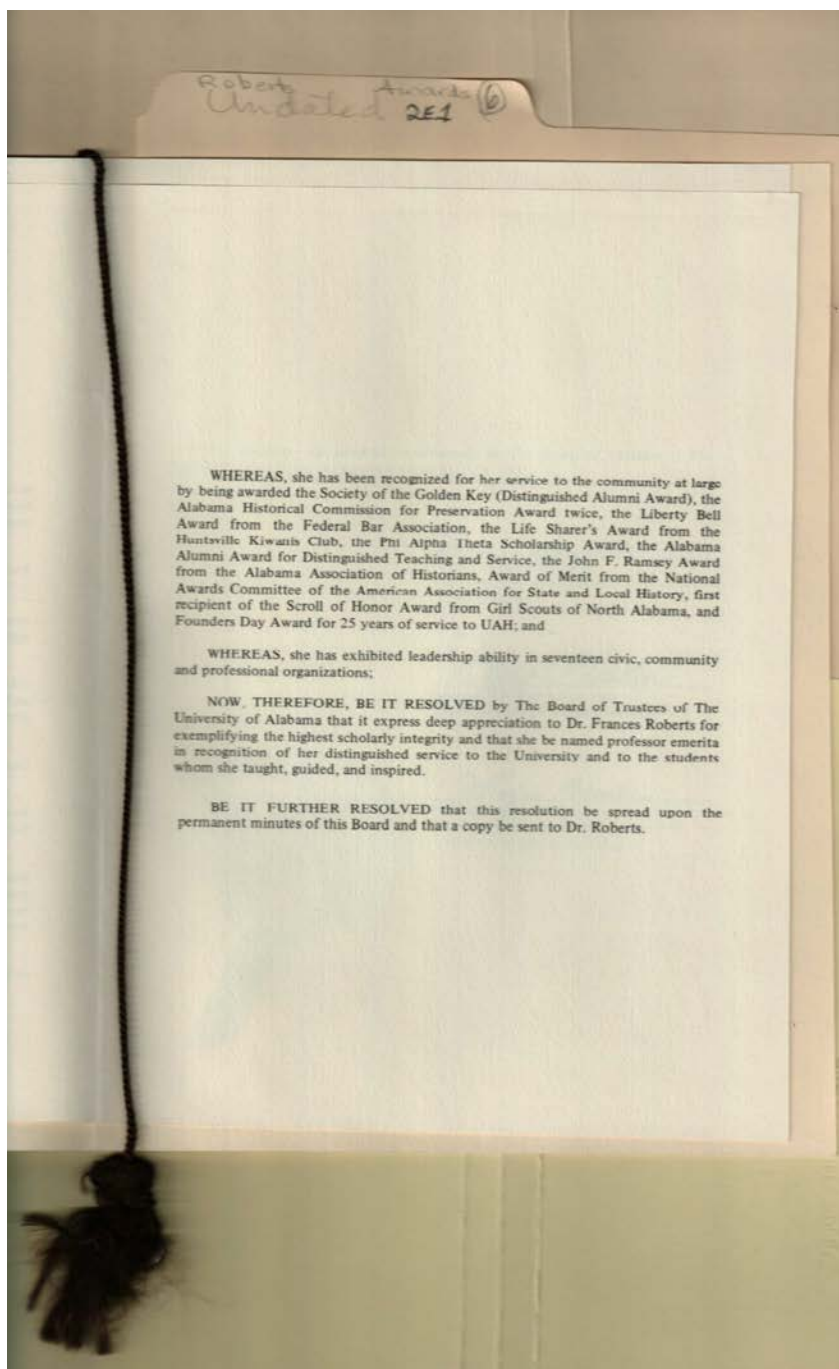 Roberts Awards 6
Undated 2E1
WHEREAS, she has been recognized for her service to the community at large
by being awarded the Society of the Golden Key (Distinguished Alumni Award), the
Alabama Historical Commission for Preservation Award twice, the Liberty Bell
Award from the Federal Bar Association, the Life Sharer's Award from the
Huntsville Kiwanis Club, the Phi Alpha Theta Scholarship Award, the Alabama
Alumni Award for Distinguished Teaching and Service, the John F. Ramsey Award
from the Alabama Association of Historians, Award of Merit from the National
Awards Committee of the American Association for State and Local History, first
recipient of the Scroll of Honor Award from Girl Scouts of North Alabama, and
Founders Day Award for 25 years of service to UAH; and
WHEREAS, she has exhibited leadership ability in seventeen civic, community
and professional organizations;
NOW, THEREFORE, BE IT RESOLVED by The Board of Trustees of The
University of Alabama that it express deep appreciation to Dr. Frances Roberts for
exemplifying the highest scholarly integrity and that she be named professor emerita
in recognition of her distinguished service to the University and to the students
whom she taught, guided, and inspired.
BE IT FURTHER RESOLVED that this resolution be spread upon the
permanent minutes of this Board and that a copy be sent to Dr. Roberts.